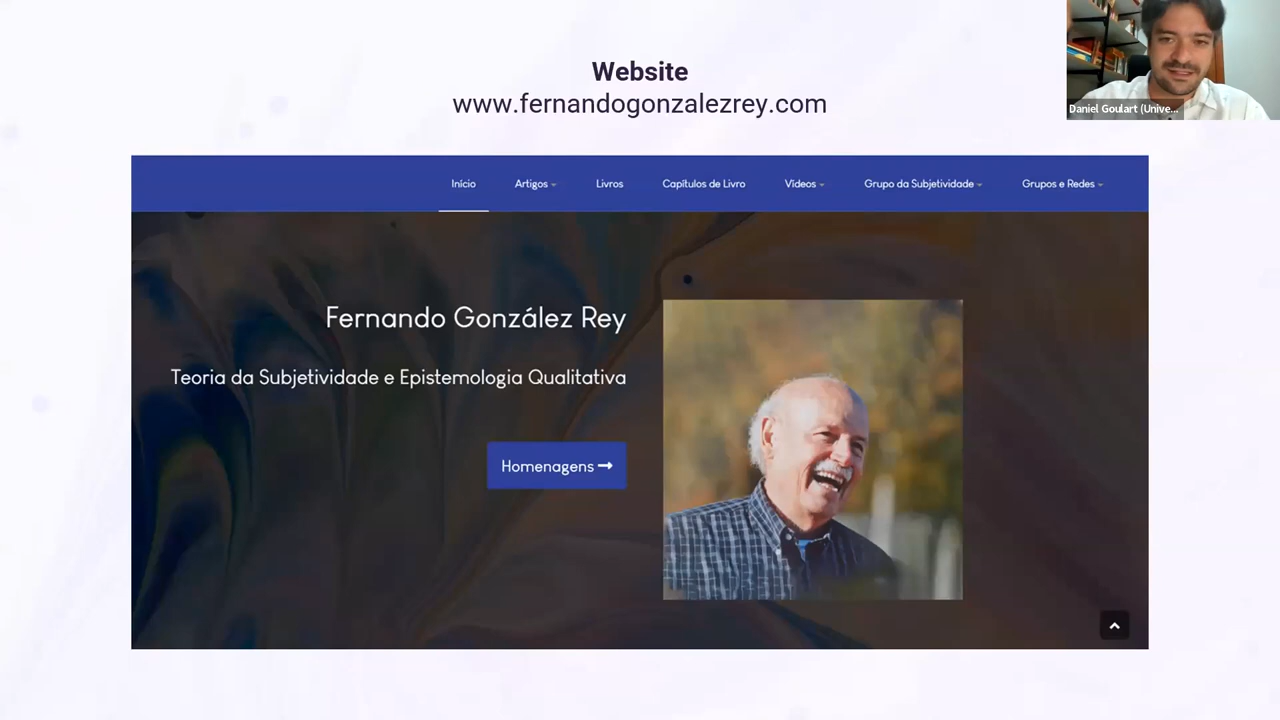 Website
www.fernandogonzalezrey.com
Daniel Goulart (Unive...
Início Artigos Livros Capítulos de Livro Vídeos Grupo da Subjetividade Grupos e Redes
Fernando González Rey
Teoria da Subjetividade e Epistemologia Qualitativa
Homenagens